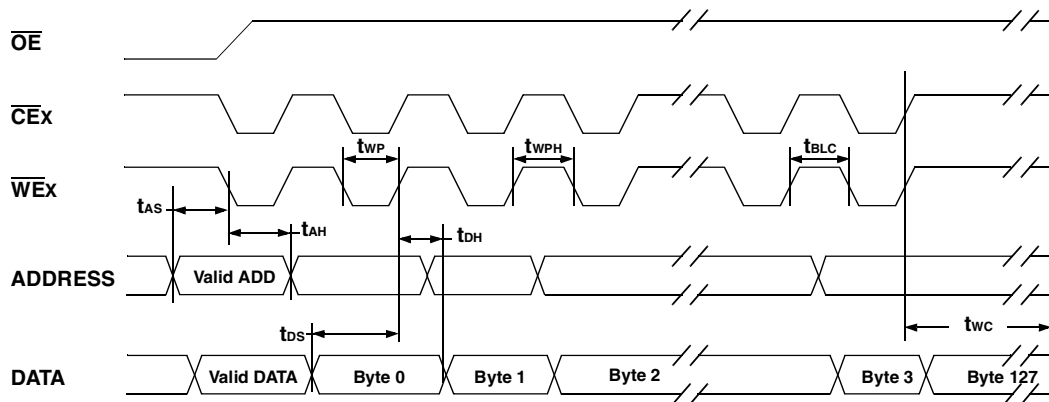 OE
CEx
tWP
tWPH
tBLC
WEx
tAS
tAH
tDH
ADDRESS
Valid ADD
tDS
tWC
DATA
Valid DATA
Byte 0
Byte 1
Byte 2
Byte 3
Byte 127